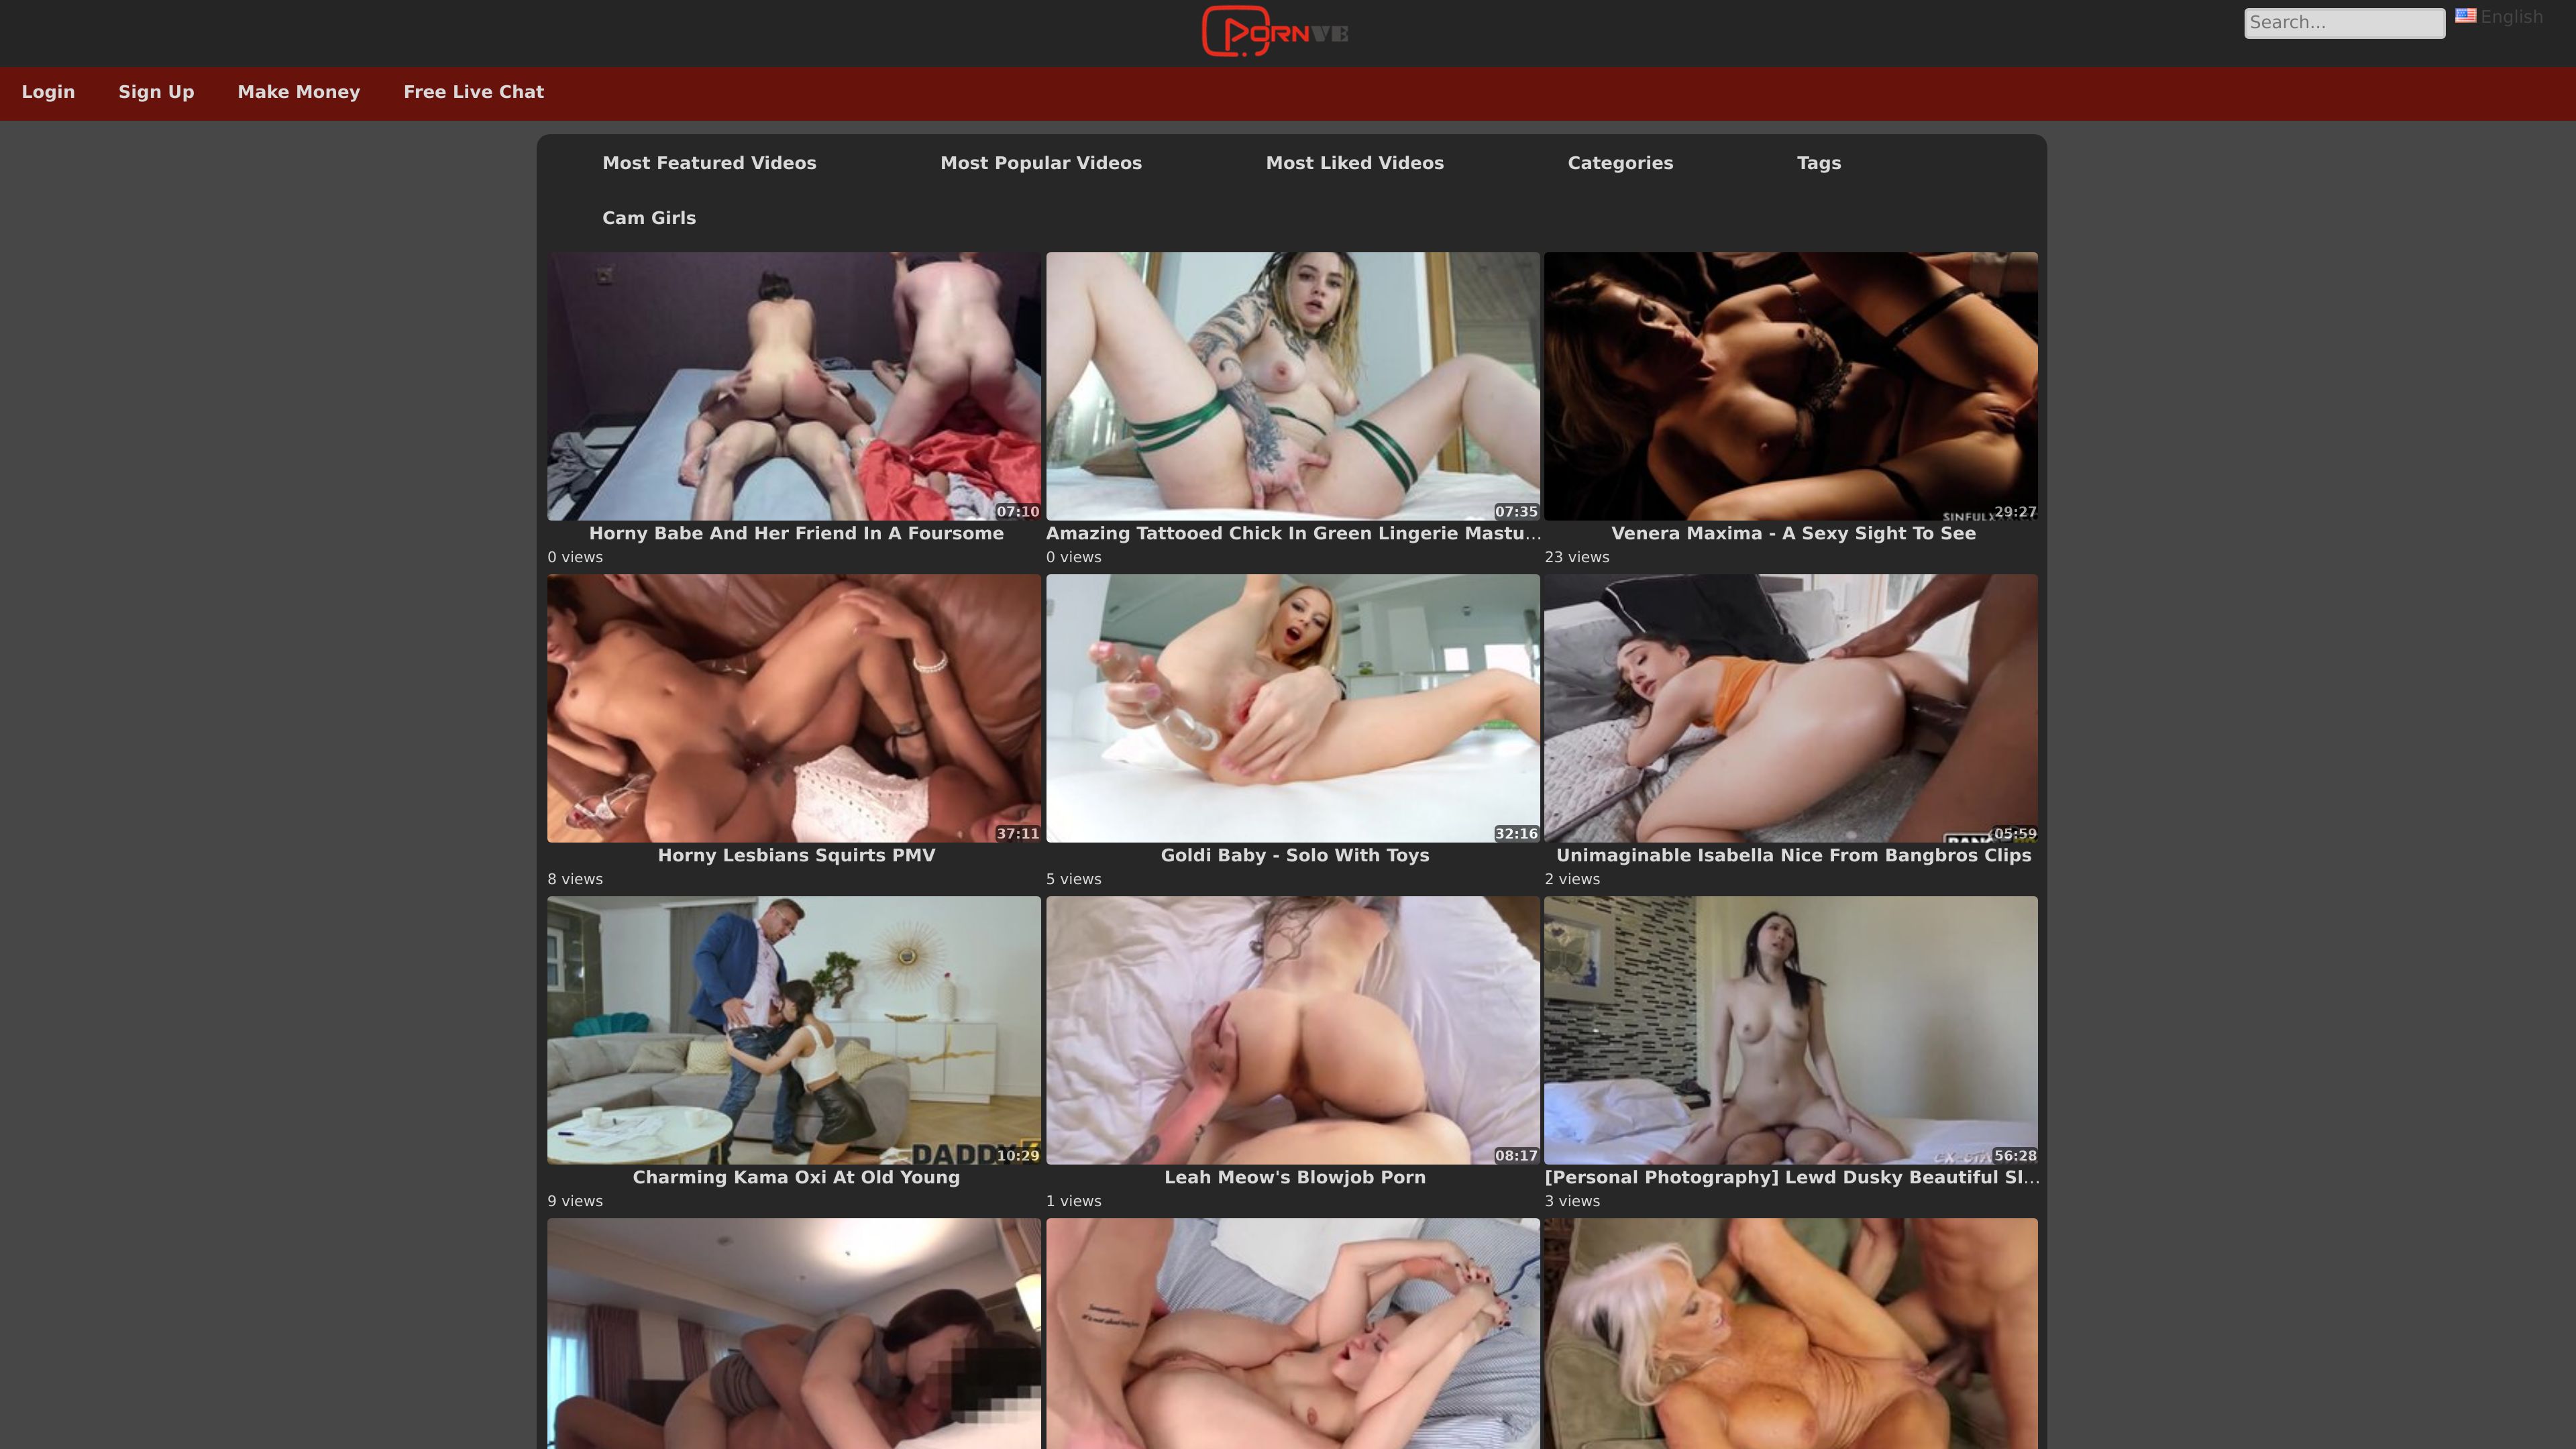 PORNVE
Search...
English
Login
Sign Up
Make Money
Free Live Chat
Most Featured Videos
Most Popular Videos
Most Liked Videos
Categories
Tags
Cam Girls
07:10
07:35
29:27
Horny Babe And Her Friend In A Foursome
Amazing Tattooed Chick In Green Lingerie Mastu...
Venera Maxima - A Sexy Sight To See
0 views
0 views
23 views
37:11
32:16
05:59
Horny Lesbians Squirts PMV
Goldi Baby - Solo With Toys
Unimaginable Isabella Nice From Bangbros Clips
8 views
5 views
2 views
DADDY
10:29
08:17
56:28
Charming Kama Oxi At Old Young
Leah Meow's Blowjob Porn
[Personal Photography] Lewd Dusky Beautiful Sl...
9 views
1 views
3 views